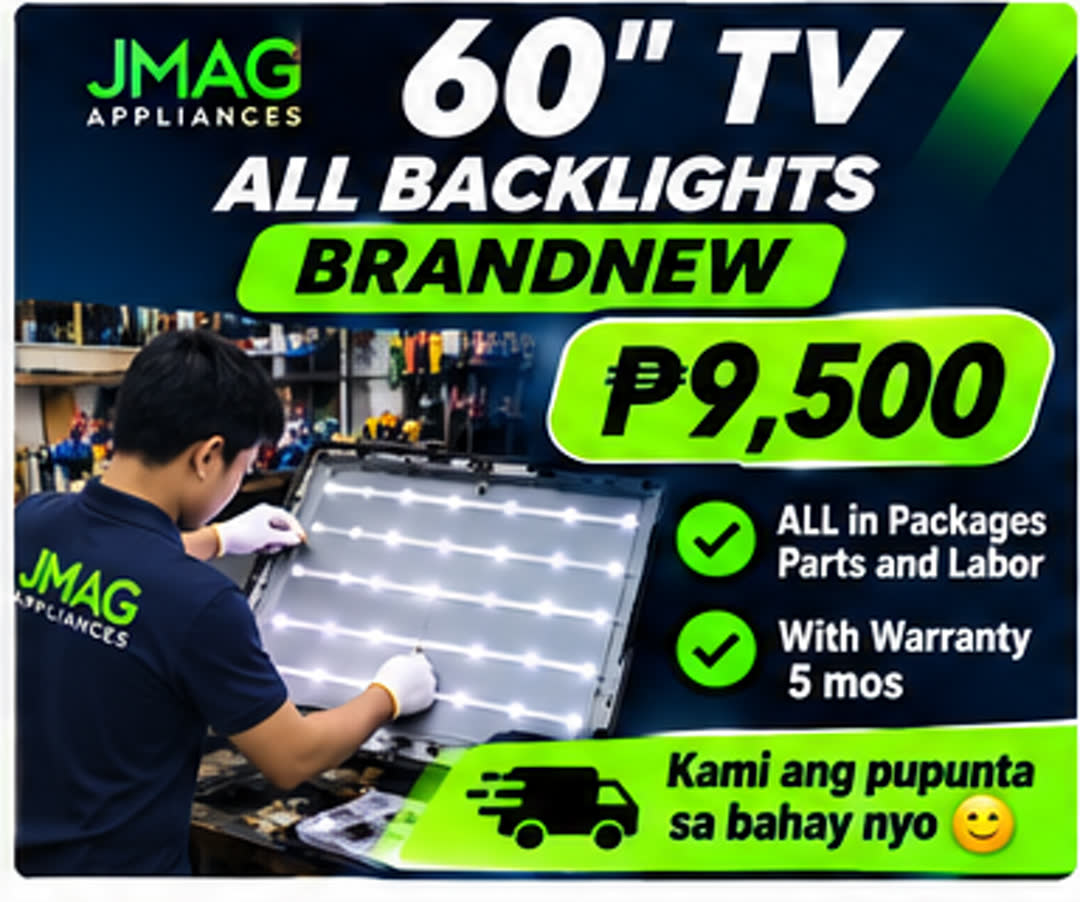 JMAG
APPLIANCES
60" TV
ALL BACKLIGHTS
BRANDNEW
₱9,500
ALL in Packages
Parts and Labor
With Warranty
5 mos
JMAG
APPLIANCES
Kami ang pupunta
sa bahay nyo 😊